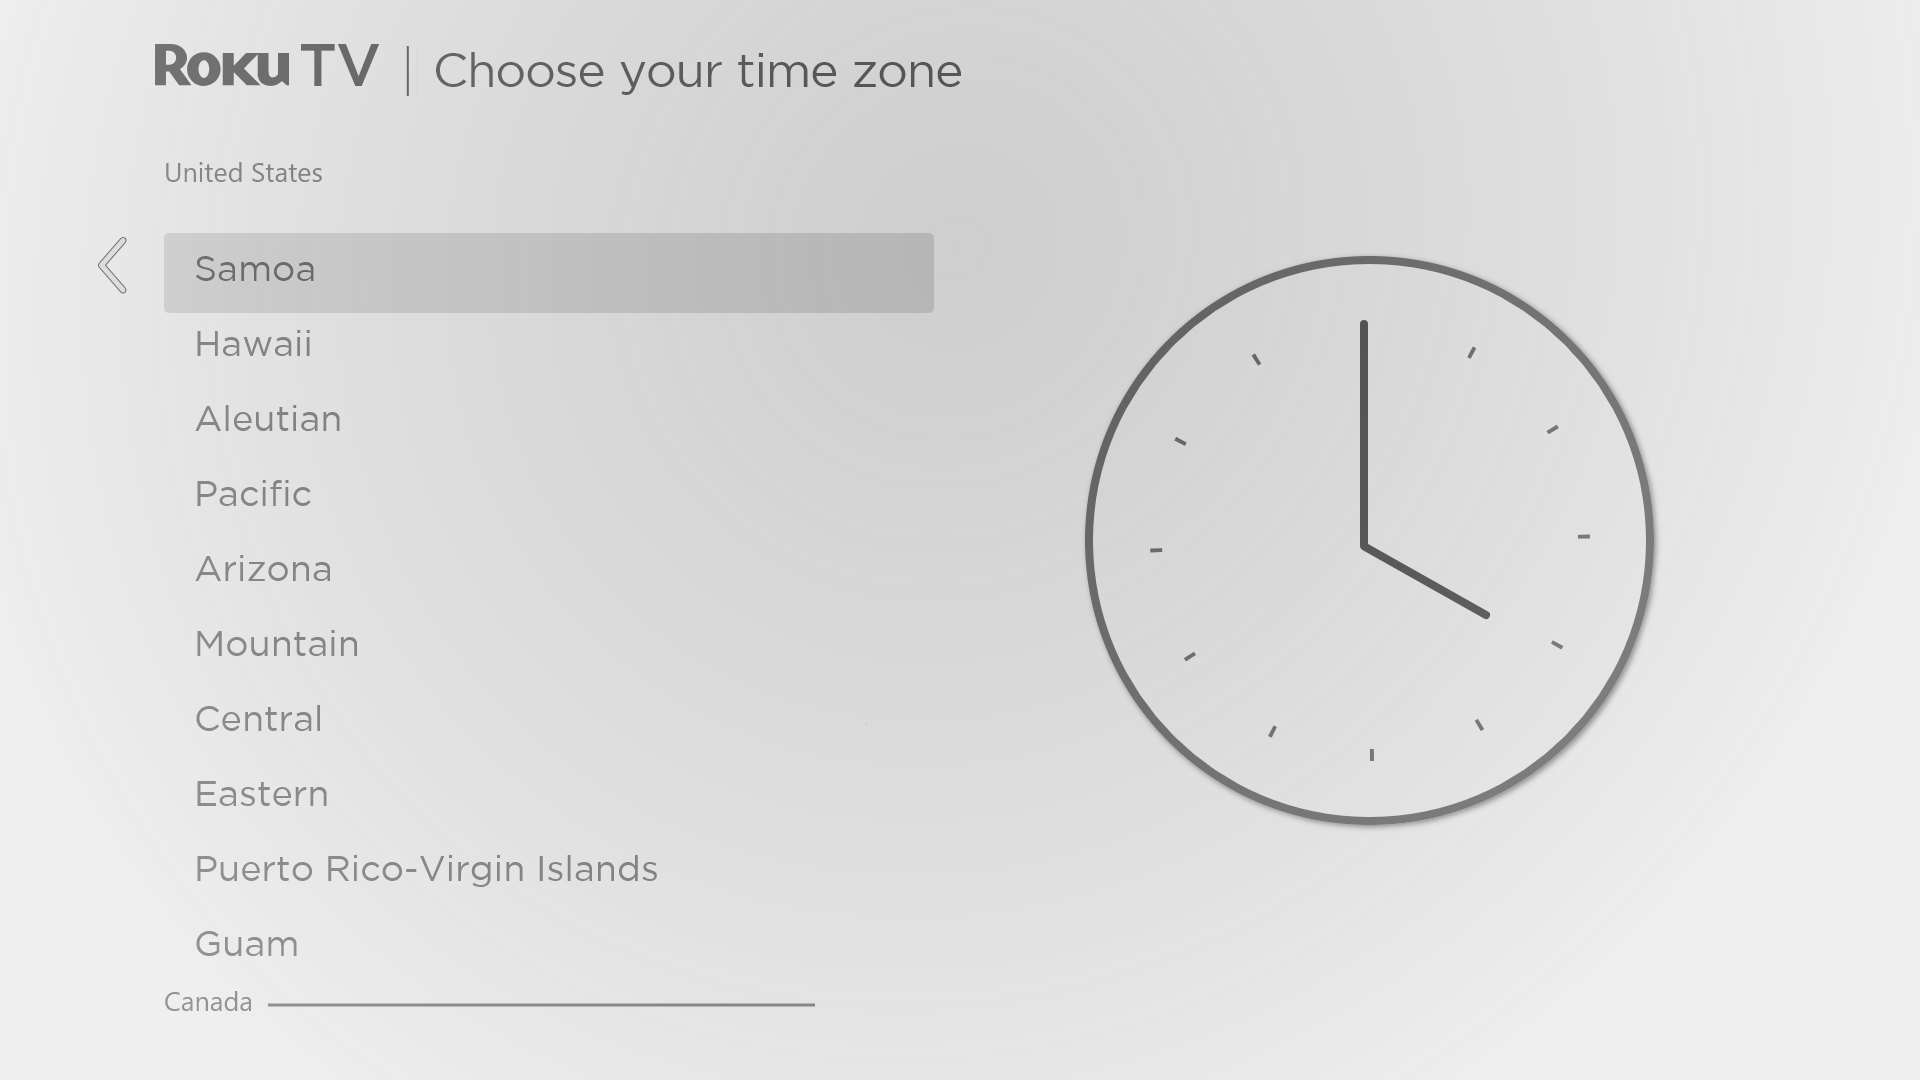 Roku TV | Choose your time zone
United States
Samoa
Hawaii
Aleutian
Pacific
Arizona
Mountain
Central
Eastern
Puerto Rico-Virgin Islands
Guam
Canada